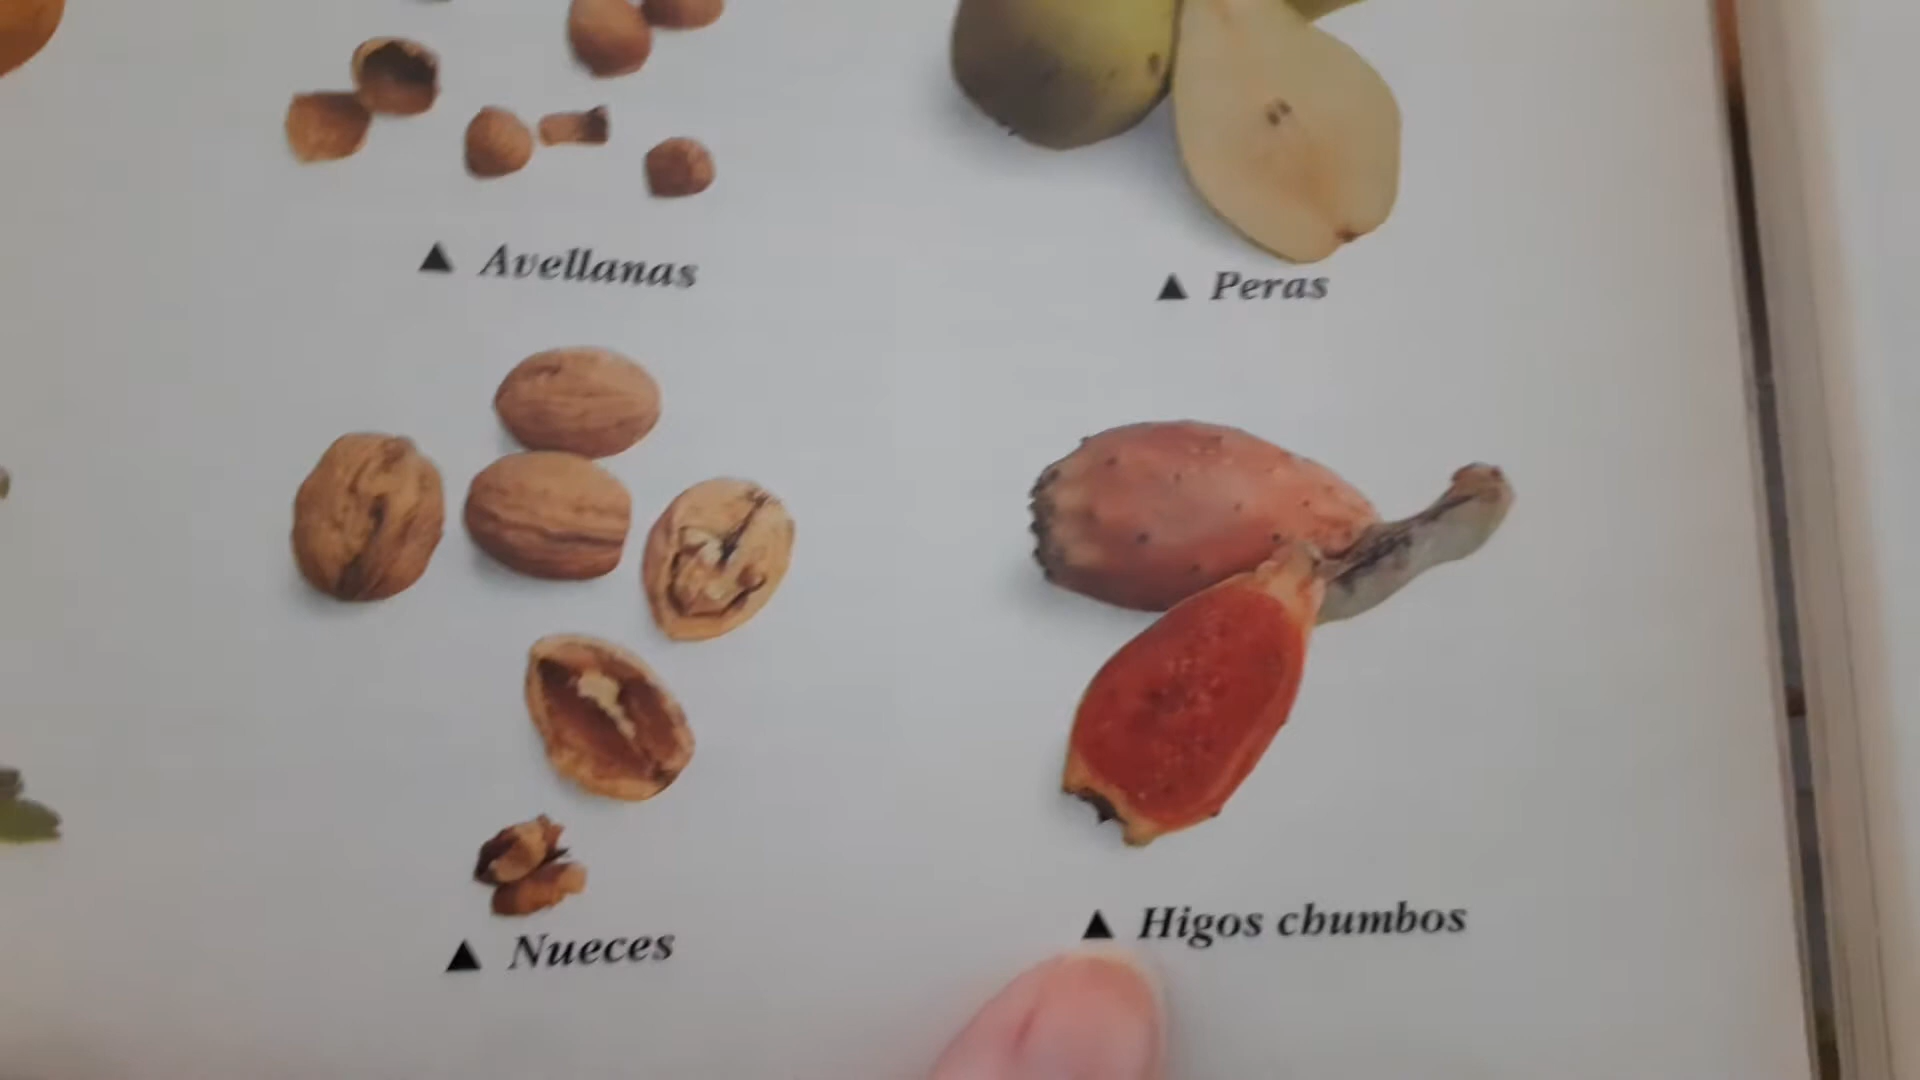 ▲ Avellanas
▲ Peras
▲ Nueces
▲ Higos chumbos